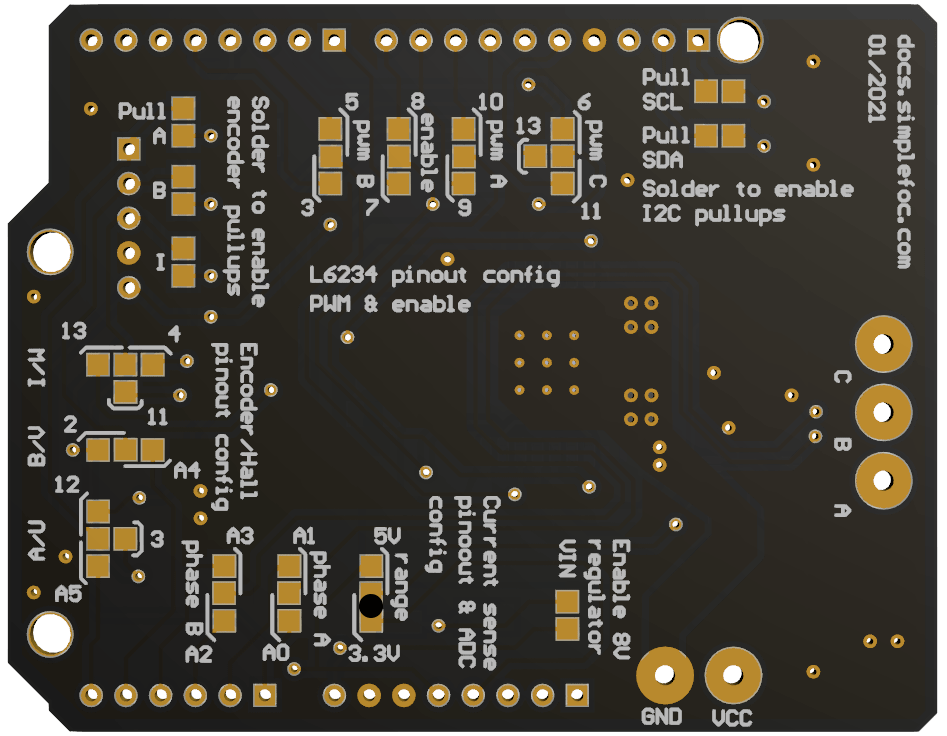 docs.simplefoc.com
01/2021
Pull
SCL
Pull
SDA
Solder to enable
I2C pullups
5
pwm B
3
8
enable
7
10
pwm A
9
6
13
pwm C
11
Pull
A
B
I
Solder to enable
encoder pullups
L6234 pinout config
PWM & enable
13
4
I/W
11
2
B/V
A4
12
A/U
3
A5
Encoder/Hall
pinout config
C
B
A
A3
phase B
A2
A1
phase A
A0
5V
range
3.3V
Current sense
pinoout & ADC
config
Enable 8V
regulator
VIN
GND
VCC